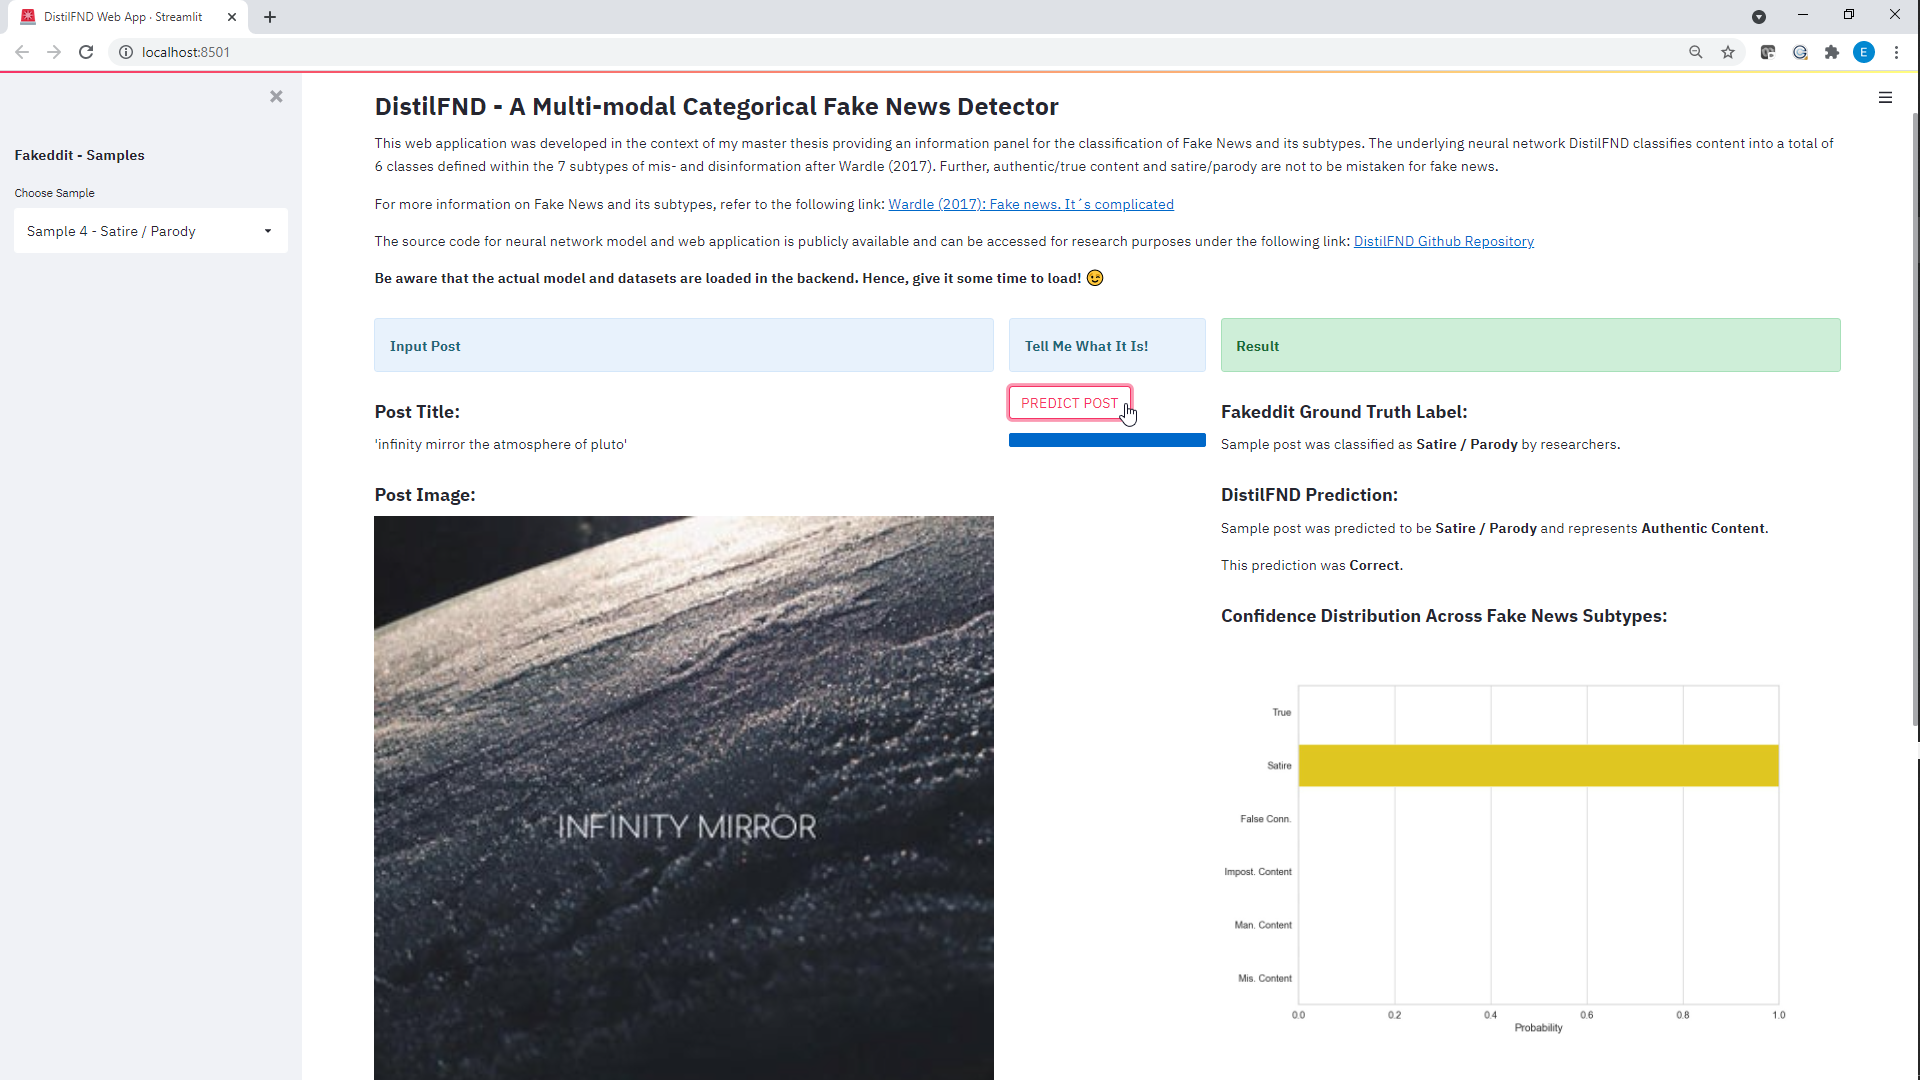 DistilFND Web App · Streamlit
localhost:8501
E
Fakeddit - Samples
Choose Sample
Sample 4 - Satire / Parody
DistilFND - A Multi-modal Categorical Fake News Detector
This web application was developed in the context of my master thesis providing an information panel for the classification of Fake News and its subtypes. The underlying neural network DistilFND classifies content into a total of
6 classes defined within the 7 subtypes of mis- and disinformation after Wardle (2017). Further, authentic/true content and satire/parody are not to be mistaken for fake news.
For more information on Fake News and its subtypes, refer to the following link: Wardle (2017): Fake news. It´s complicated
The source code for neural network model and web application is publicly available and can be accessed for research purposes under the following link: DistilFND Github Repository
Be aware that the actual model and datasets are loaded in the backend. Hence, give it some time to load! 😉
Input Post
Post Title:
'infinity mirror the atmosphere of pluto'
Post Image:
INFINITY MIRROR
Tell Me What It Is!
PREDICT POST
Result
Fakeddit Ground Truth Label:
Sample post was classified as Satire / Parody by researchers.
DistilFND Prediction:
Sample post was predicted to be Satire / Parody and represents Authentic Content.
This prediction was Correct.
Confidence Distribution Across Fake News Subtypes:
True
Satire
False Conn.
Impost. Content
Man. Content
Mis. Content
0.0 0.2 0.4 0.6 0.8 1.0
Probability